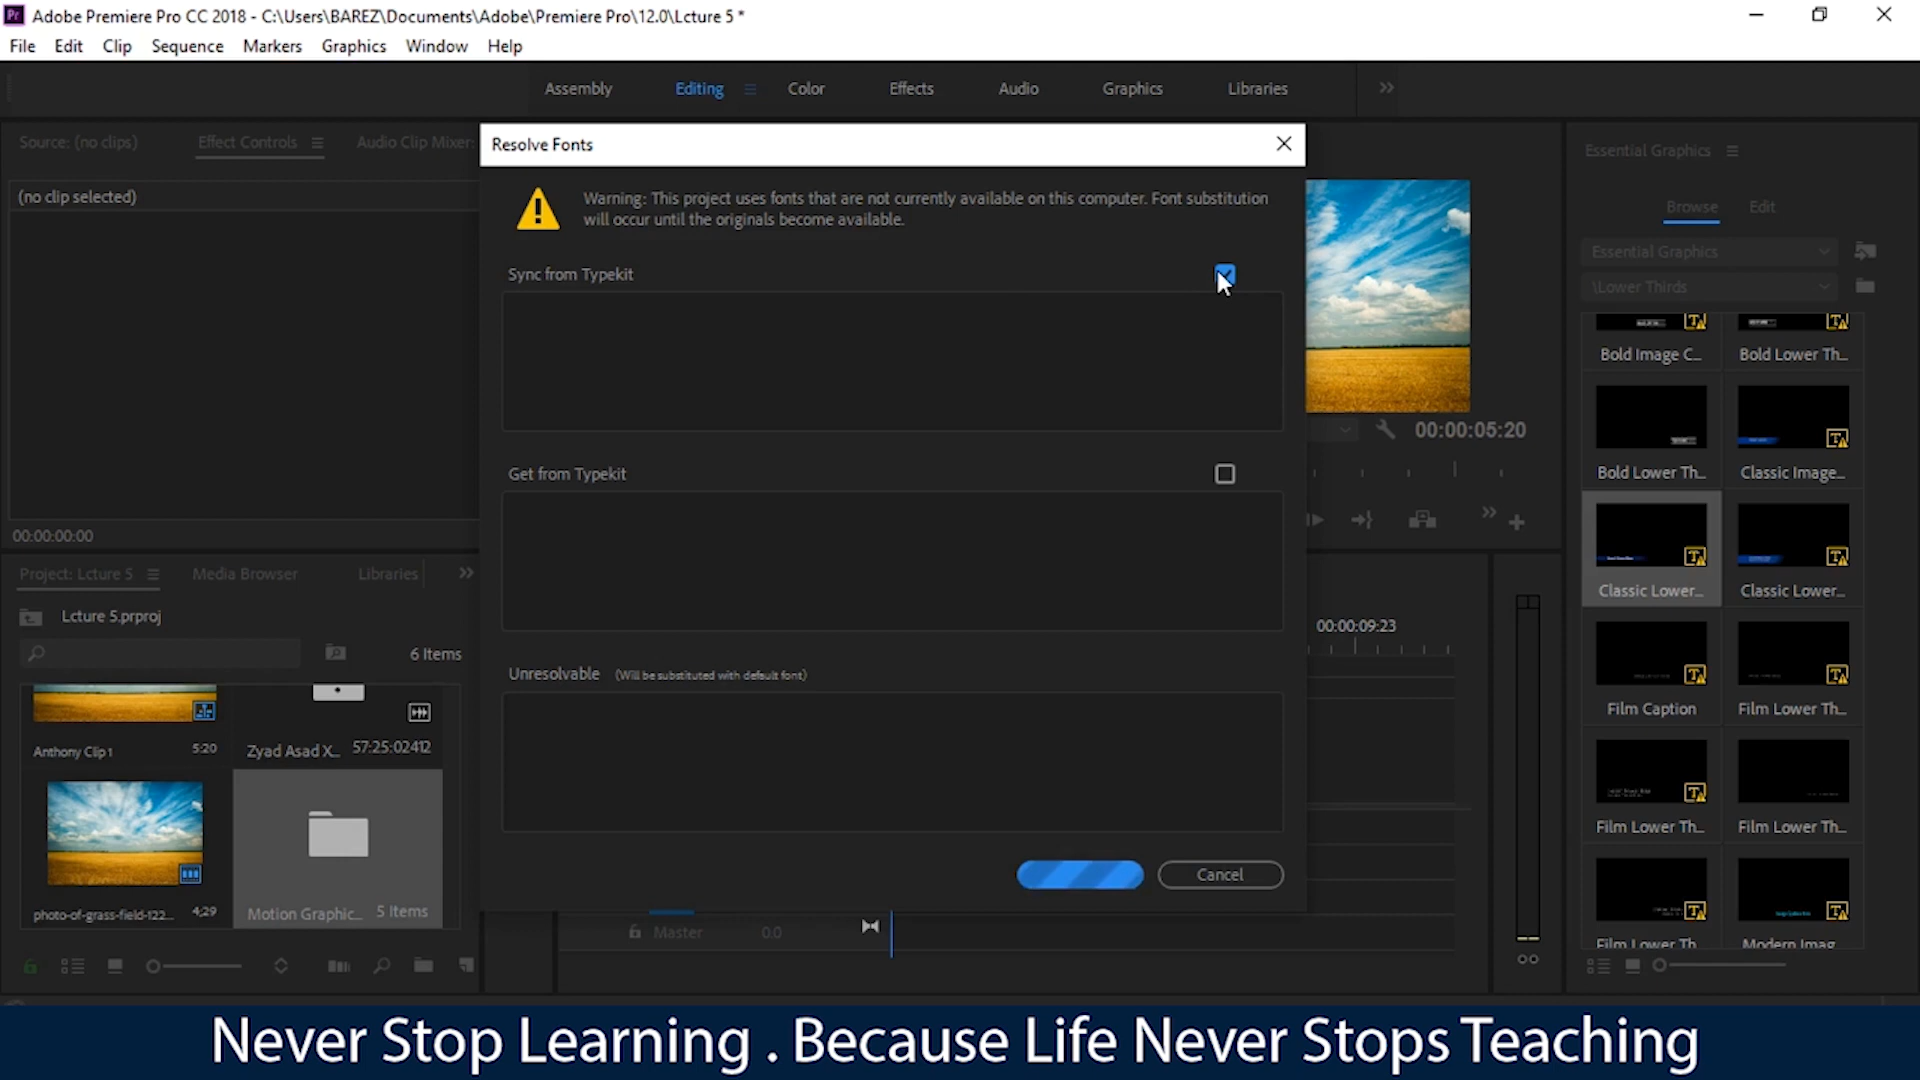 Adobe Premiere Pro CC 2018 - C:\Users\BAREZ\Documents\Adobe\Premiere Pro\12.0\Lcture 5 *
File Edit Clip Sequence Markers Graphics Window Help
Assembly Editing Color Effects Audio Graphics Libraries
Source: (no clips) Effect Controls Audio Clip Mixer:
(no clip selected)
00:00:00:00
Resolve Fonts
Warning: This project uses fonts that are not currently available on this computer. Font substitution
will occur until the originals become available.
Sync from Typekit
Get from Typekit
Unresolvable (Will be substituted with default font)
Cancel
00:00:05:20
00:00:09:23
Project: Lcture 5 Media Browser Libraries
Lcture 5.prproj
6 Items
Anthony Clip1 5:20
Zyad Asad X... 57:25:02412
photo-of-grass-field-122... 4;29
Motion Graphic... 5 Items
Master 0.0
Essential Graphics
Browse Edit
Essential Graphics
\Lower Thirds
Bold Image C... Bold Lower Th...
Bold Lower Th... Classic Image...
Classic Lower... Classic Lower...
Film Caption Film Lower Th...
Film Lower Th... Film Lower Th...
Film Lower Th Modern Imag
Never Stop Learning . Because Life Never Stops Teaching